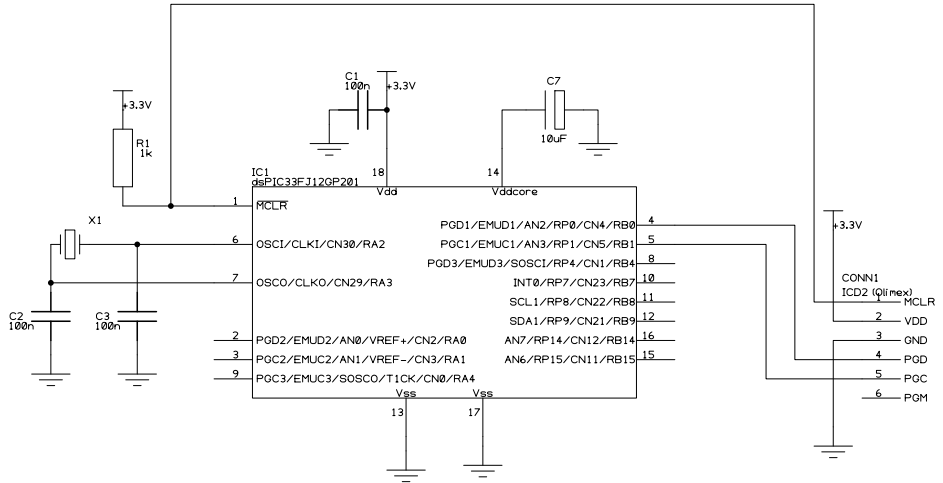 C1
100n
+3.3V
C7
10uF
+3.3V
R1
1k
IC1
dsPIC33FJ12GP201
18
Vdd
14
Vddcore
1
MCLR
X1
6
OSCI/CLKI/CN30/RA2
7
OSCO/CLKO/CN29/RA3
C2
100n
C3
100n
2
PGD2/EMUD2/AN0/VREF+/CN2/RA0
3
PGC2/EMUC2/AN1/VREF-/CN3/RA1
9
PGC3/EMUC3/SOSCO/T1CK/CN0/RA4
PGD1/EMUD1/AN2/RP0/CN4/RB0
4
PGC1/EMUC1/AN3/RP1/CN5/RB1
5
PGD3/EMUD3/SOSCI/RP4/CN1/RB4
8
INT0/RP7/CN23/RB7
10
SCL1/RP8/CN22/RB8
11
SDA1/RP9/CN21/RB9
12
AN7/RP14/CN12/RB14
16
AN6/RP15/CN11/RB15
15
Vss
13
Vss
17
+3.3V
CONN1
ICD2 (Olimex)
1 MCLR
2 VDD
3 GND
4 PGD
5 PGC
6 PGM